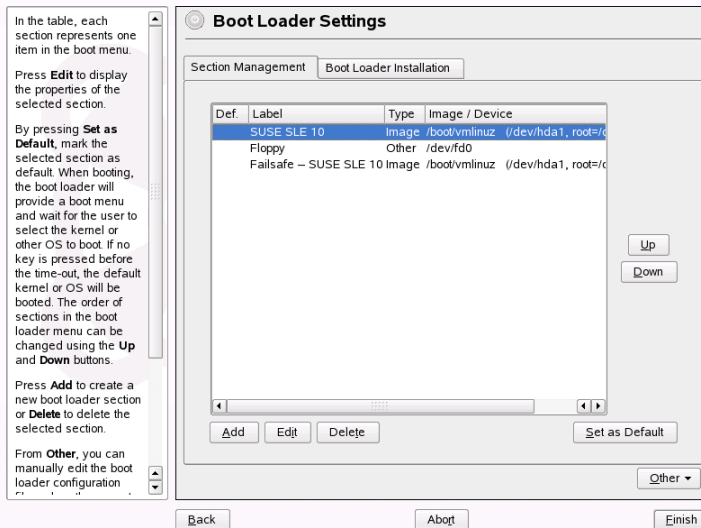 In the table, each
section represents one
item in the boot menu.
Press Edit to display
the properties of the
selected section.
By pressing Set as
Default, mark the
selected section as
default. When booting,
the boot loader will
provide a boot menu
and wait for the user to
select the kernel or
other OS to boot. If no
key is pressed before
the time-out, the default
kernel or OS will be
booted. The order of
sections in the boot
loader menu can be
changed using the Up
and Down buttons.
Press Add to create a
new boot loader section
or Delete to delete the
selected section.
From Other, you can
manually edit the boot
loader configuration
Boot Loader Settings
Section Management Boot Loader Installation
Def. Label Type Image / Device
SUSE SLE 10 Image /boot/vmlinuz (/dev/hda1, root=/
Floppy Other /dev/fd0
Failsafe – SUSE SLE 10 Image /boot/vmlinuz (/dev/hda1, root=/
Up
Down
Add Edit Delete Set as Default
Other
Back Abort Finish